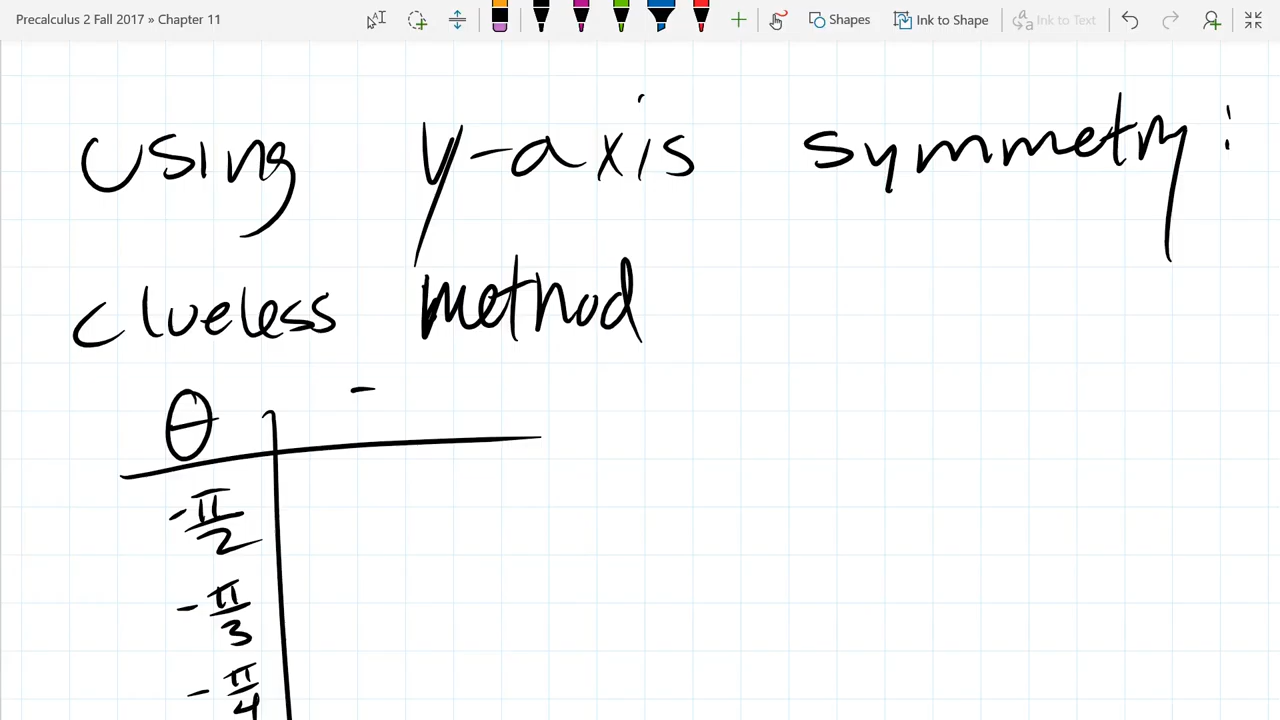 Precalculus 2 Fall 2017 » Chapter 11
Shapes
Ink to Shape
Ink to Text
Using y-axis symmetry:
clueless method
θ
-π/2
-π/3
-π/4